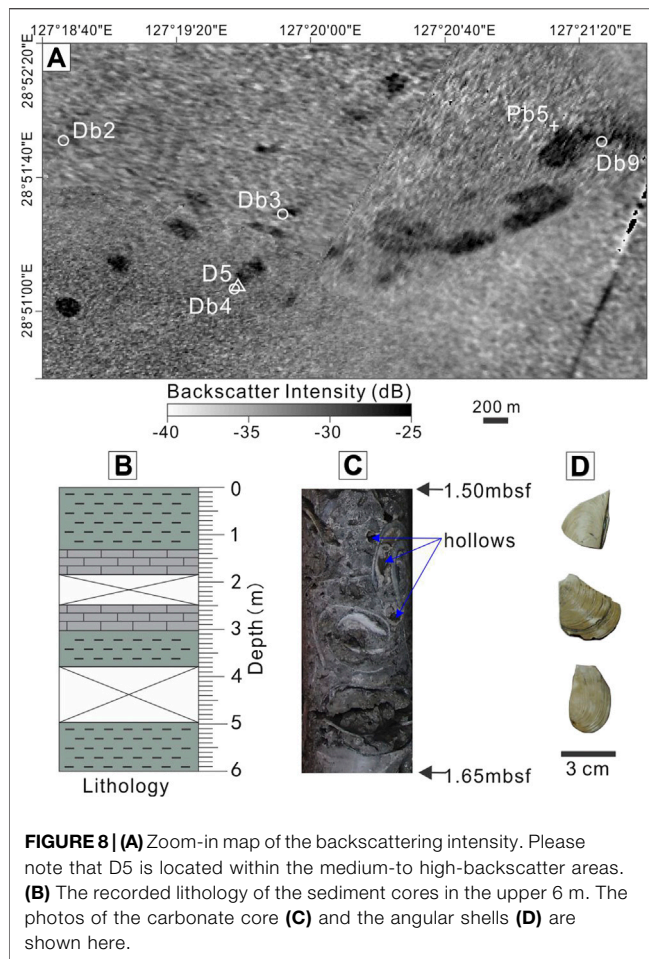 127°18'40"E 127°19'20"E 127°20'00"E 127°20'40"E 127°21'20"E
28°52'20"E
A
Pb5
Db2
Db9
28°51'40"E
Db3
D5
Db4
28°51'00"E
Backscatter Intensity (dB)
-40 -35 -30 -25
200 m
B C D
0
1
2
3
4
5
6
Depth (m)
Lithology
1.50mbsf
hollows
1.65mbsf
3 cm
FIGURE 8 | (A) Zoom-in map of the backscattering intensity. Please
note that D5 is located within the medium-to high-backscatter areas.
(B) The recorded lithology of the sediment cores in the upper 6 m. The
photos of the carbonate core (C) and the angular shells (D) are
shown here.